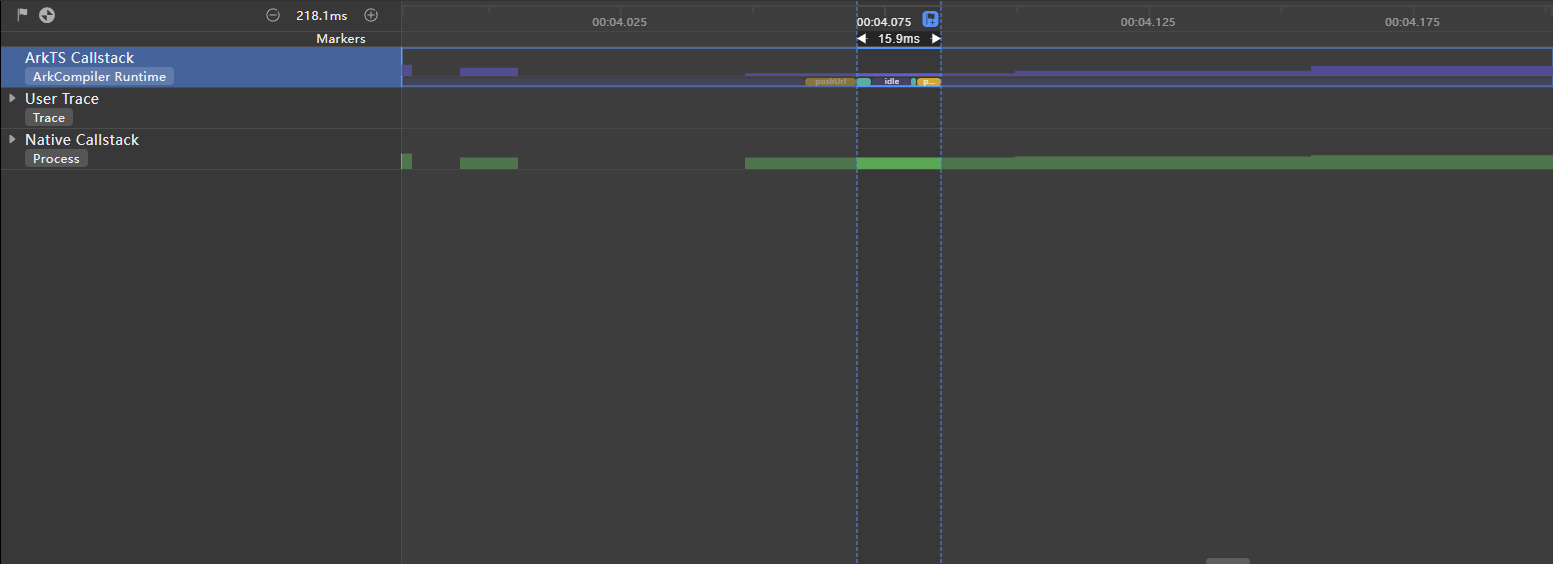 218.1ms
00:04.025
00:04.075
00:04.125
00:04.175
Markers
15.9ms
ArkTS Callstack
ArkCompiler Runtime
pushUrl
idle
p...
User Trace
Trace
Native Callstack
Process